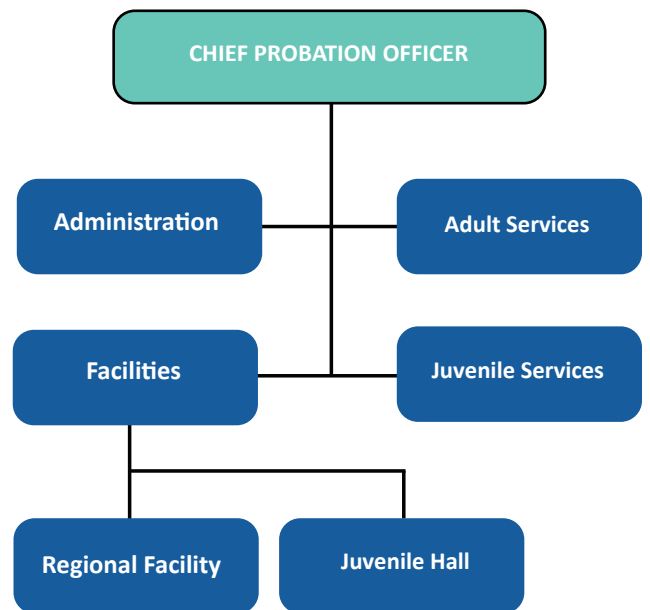 CHIEF PROBATION OFFICER
Administration
Adult Services
Facilities
Juvenile Services
Regional Facility
Juvenile Hall